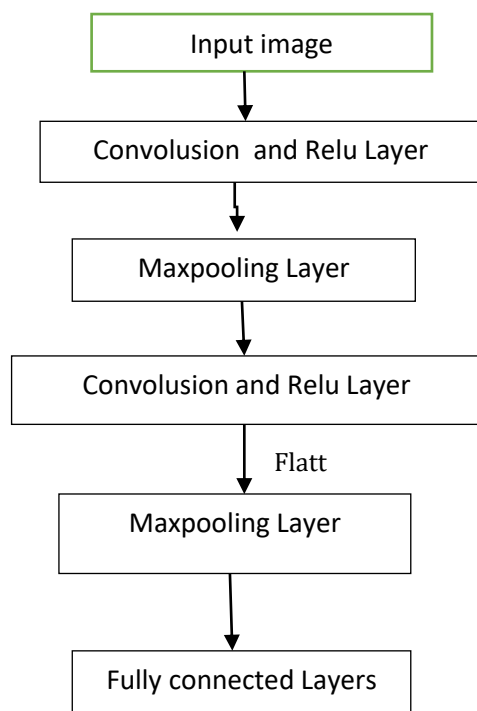 Input image
Convolusion and Relu Layer
Maxpooling Layer
Convolusion and Relu Layer
Flatt
Maxpooling Layer
Fully connected Layers